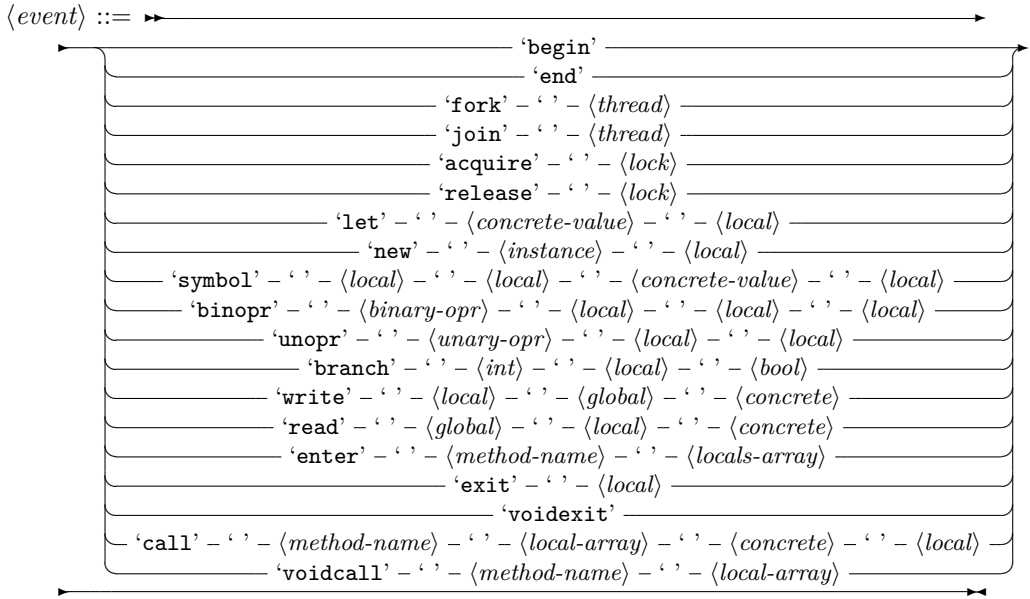 ⟨event⟩ ::=
‘begin’
‘end’
‘fork’ – ‘ ’ – ⟨thread⟩
‘join’ – ‘ ’ – ⟨thread⟩
‘acquire’ – ‘ ’ – ⟨lock⟩
‘release’ – ‘ ’ – ⟨lock⟩
‘let’ – ‘ ’ – ⟨concrete-value⟩ – ‘ ’ – ⟨local⟩
‘new’ – ‘ ’ – ⟨instance⟩ – ‘ ’ – ⟨local⟩
‘symbol’ – ‘ ’ – ⟨local⟩ – ‘ ’ – ⟨local⟩ – ‘ ’ – ⟨concrete-value⟩ – ‘ ’ – ⟨local⟩
‘binopr’ – ‘ ’ – ⟨binary-opr⟩ – ‘ ’ – ⟨local⟩ – ‘ ’ – ⟨local⟩ – ‘ ’ – ⟨local⟩
‘unopr’ – ‘ ’ – ⟨unary-opr⟩ – ‘ ’ – ⟨local⟩ – ‘ ’ – ⟨local⟩
‘branch’ – ‘ ’ – ⟨int⟩ – ‘ ’ – ⟨local⟩ – ‘ ’ – ⟨bool⟩
‘write’ – ‘ ’ – ⟨local⟩ – ‘ ’ – ⟨global⟩ – ‘ ’ – ⟨concrete⟩
‘read’ – ‘ ’ – ⟨global⟩ – ‘ ’ – ⟨local⟩ – ‘ ’ – ⟨concrete⟩
‘enter’ – ‘ ’ – ⟨method-name⟩ – ‘ ’ – ⟨locals-array⟩
‘exit’ – ‘ ’ – ⟨local⟩
‘voidexit’
‘call’ – ‘ ’ – ⟨method-name⟩ – ‘ ’ – ⟨local-array⟩ – ‘ ’ – ⟨concrete⟩ – ‘ ’ – ⟨local⟩
‘voidcall’ – ‘ ’ – ⟨method-name⟩ – ‘ ’ – ⟨local-array⟩